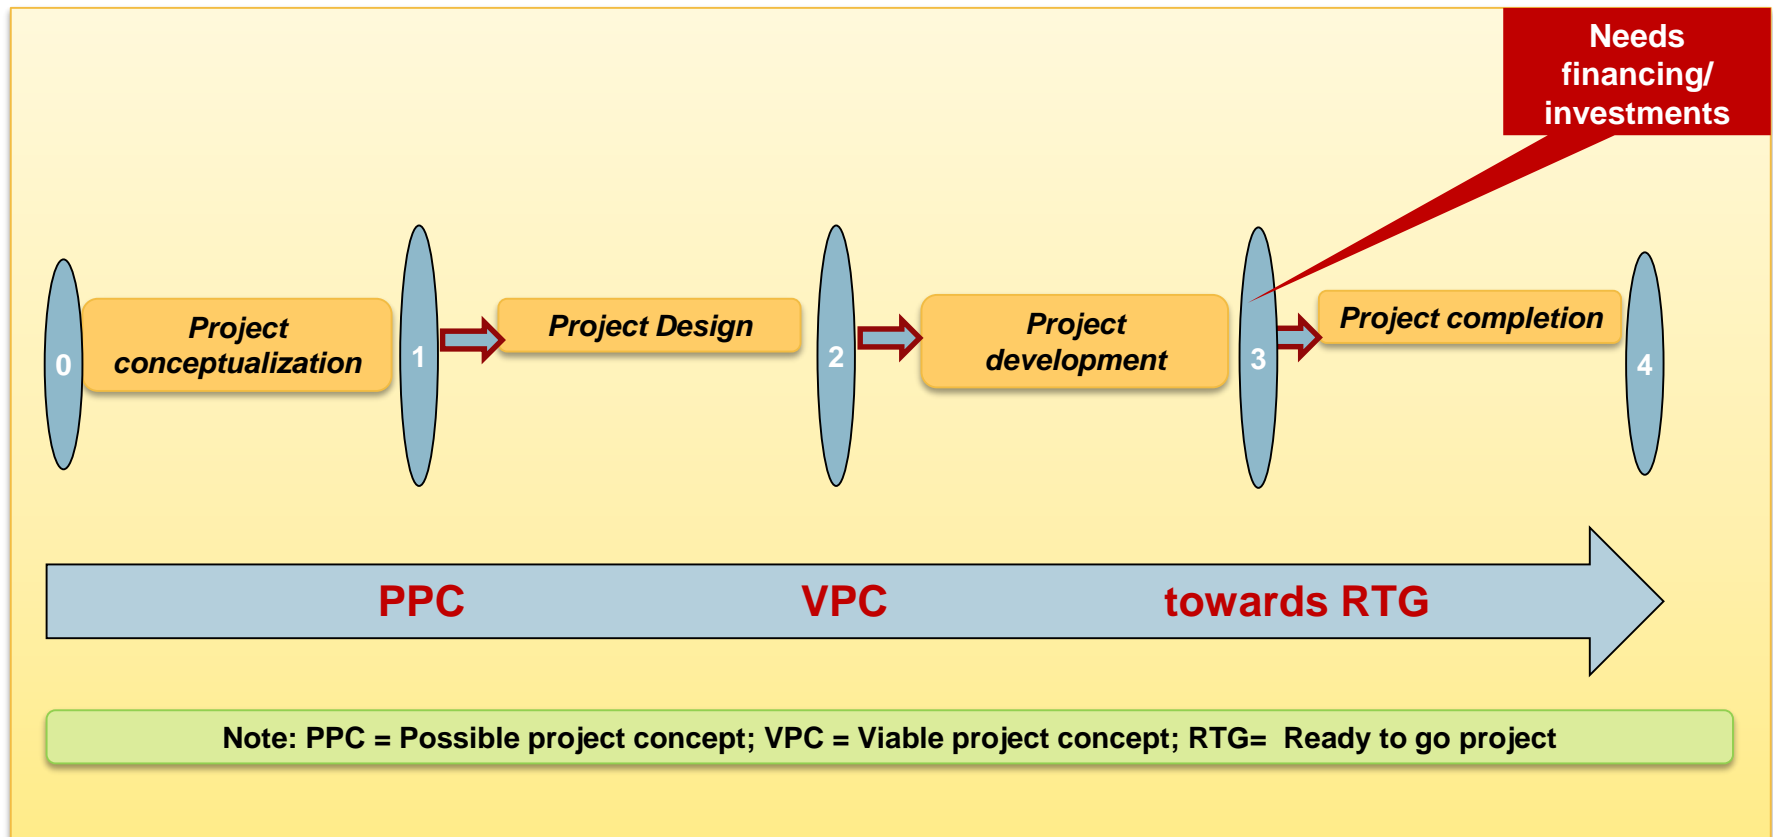 Needs
financing/
investments
0
Project
conceptualization
1
Project Design
2
Project
development
3
Project completion
4
PPC
VPC
towards RTG
Note: PPC = Possible project concept; VPC = Viable project concept; RTG=  Ready to go project